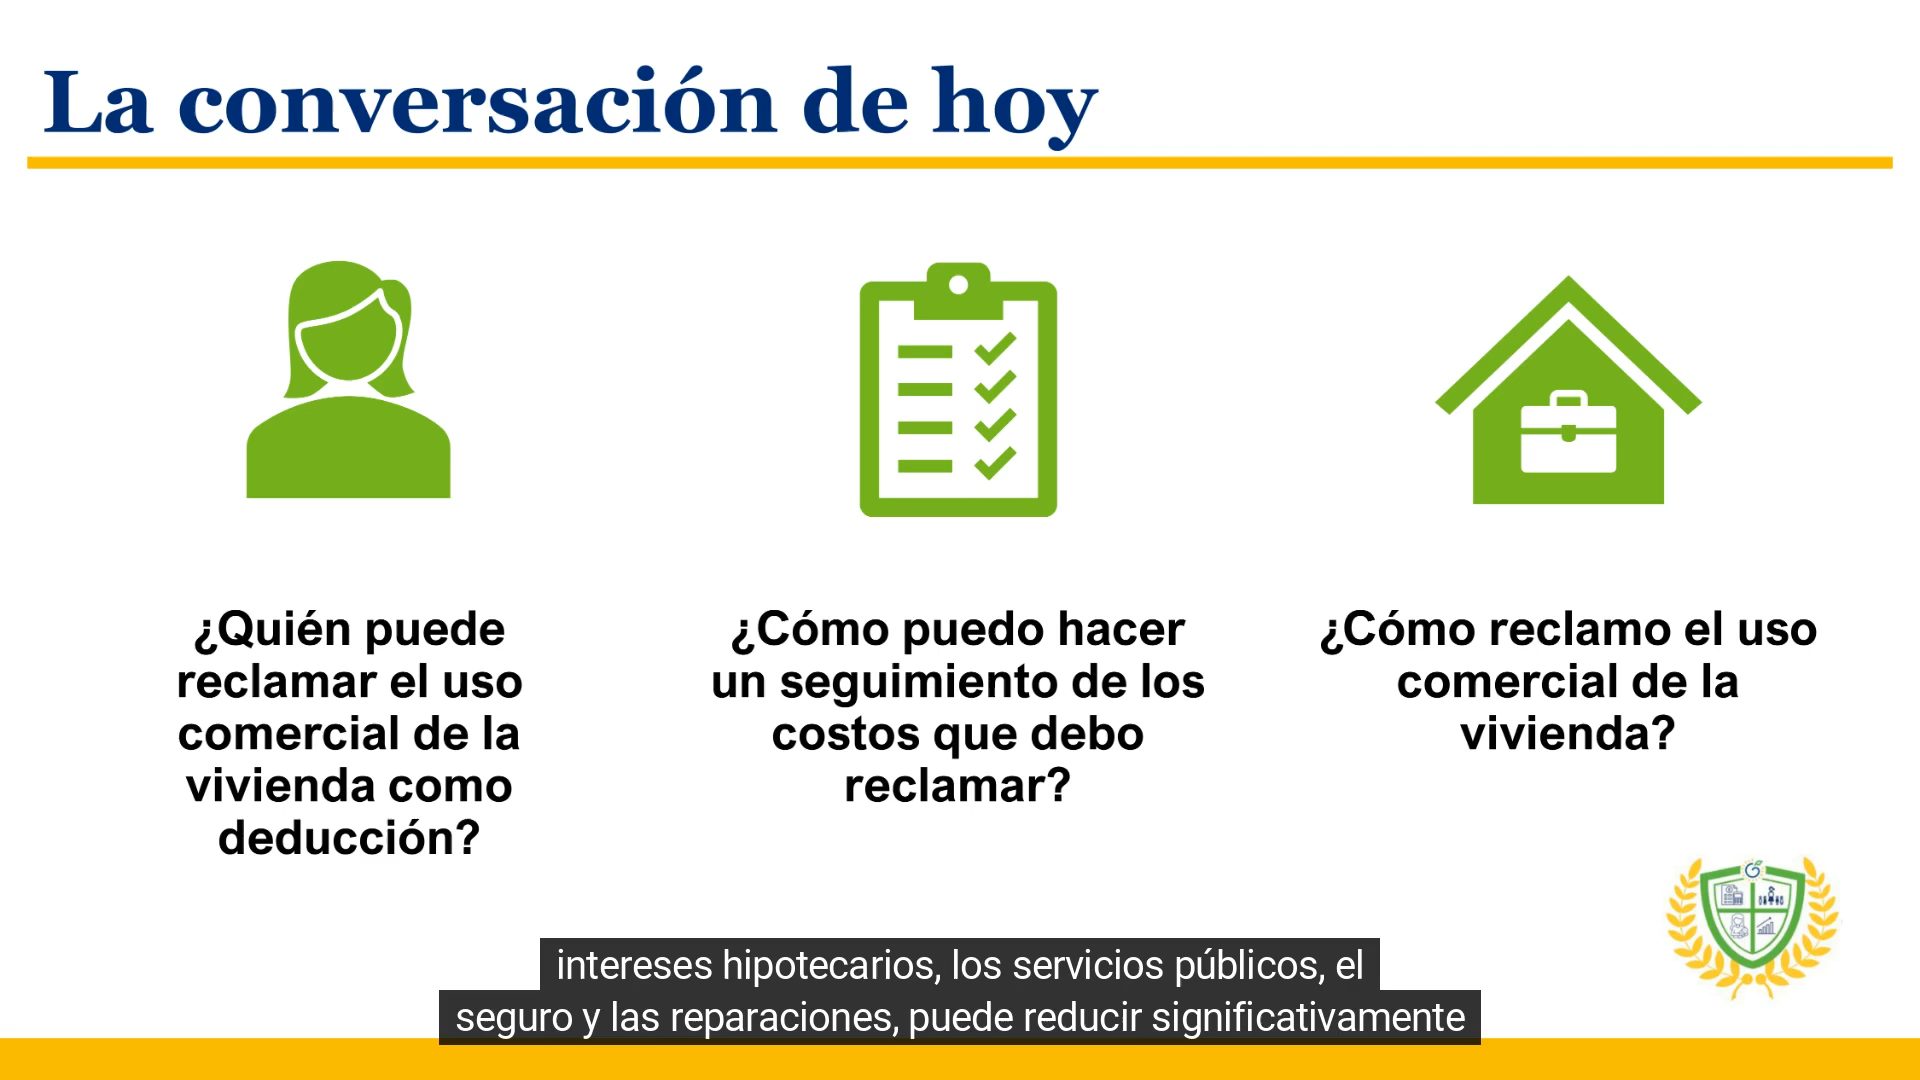 La conversación de hoy
¿Quién puede
reclamar el uso
comercial de la
vivienda como
deducción?
¿Cómo puedo hacer
un seguimiento de los
costos que debo
reclamar?
¿Cómo reclamo el uso
comercial de la
vivienda?
intereses hipotecarios, los servicios públicos, el
seguro y las reparaciones, puede reducir significativamente